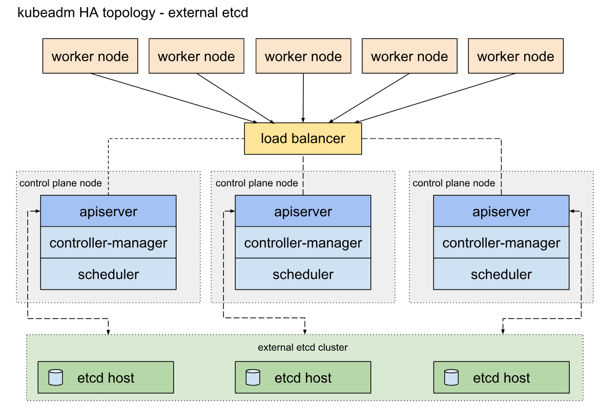 kubeadm HA topology - external etcd
worker node
worker node
worker node
worker node
worker node
load balancer
control plane node
apiserver
controller-manager
scheduler
control plane node
apiserver
controller-manager
scheduler
control plane node
apiserver
controller-manager
scheduler
external etcd cluster
etcd host
etcd host
etcd host